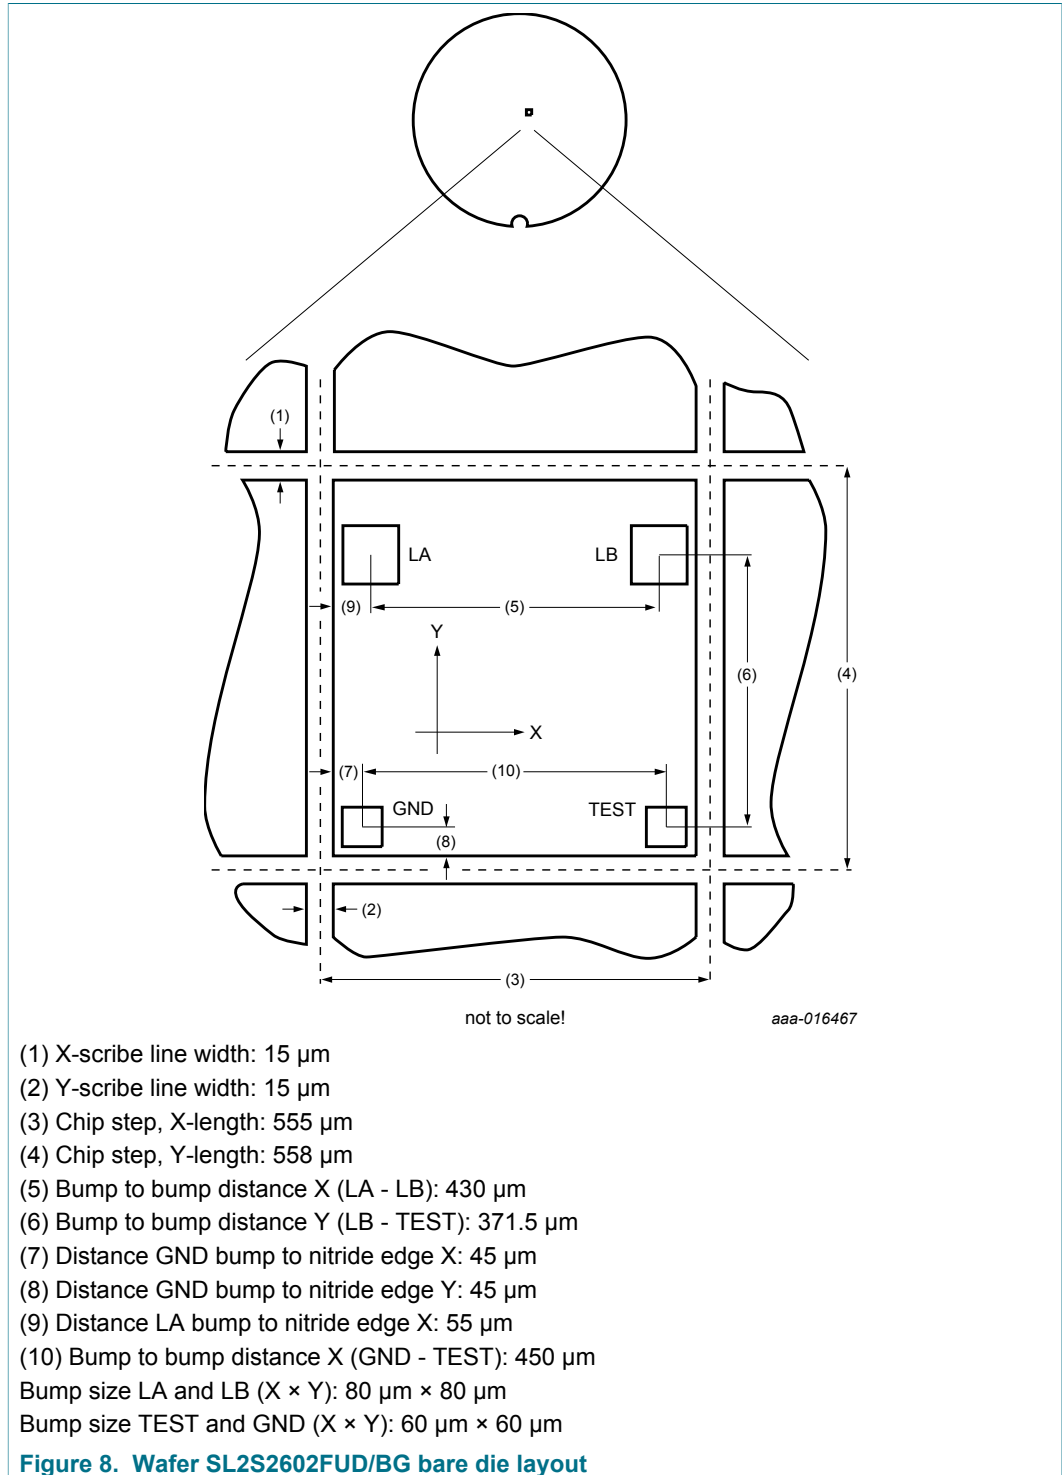 (1)
LA
LB
(9)
(5)
Y
(6)
(4)
X
(7)
(10)
GND
TEST
(8)
(2)
(3)
not to scale!
aaa-016467
(1) X-scribe line width: 15 µm
(2) Y-scribe line width: 15 µm
(3) Chip step, X-length: 555 µm
(4) Chip step, Y-length: 558 µm
(5) Bump to bump distance X (LA - LB): 430 µm
(6) Bump to bump distance Y (LB - TEST): 371.5 µm
(7) Distance GND bump to nitride edge X: 45 µm
(8) Distance GND bump to nitride edge Y: 45 µm
(9) Distance LA bump to nitride edge X: 55 µm
(10) Bump to bump distance X (GND - TEST): 450 µm
Bump size LA and LB (X × Y): 80 µm × 80 µm
Bump size TEST and GND (X × Y): 60 µm × 60 µm
Figure 8. Wafer SL2S2602FUD/BG bare die layout